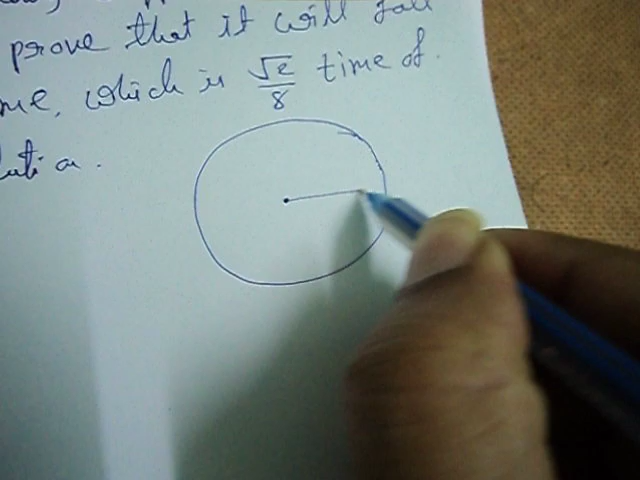 prove that it will fall
me, which is √2/8 time of